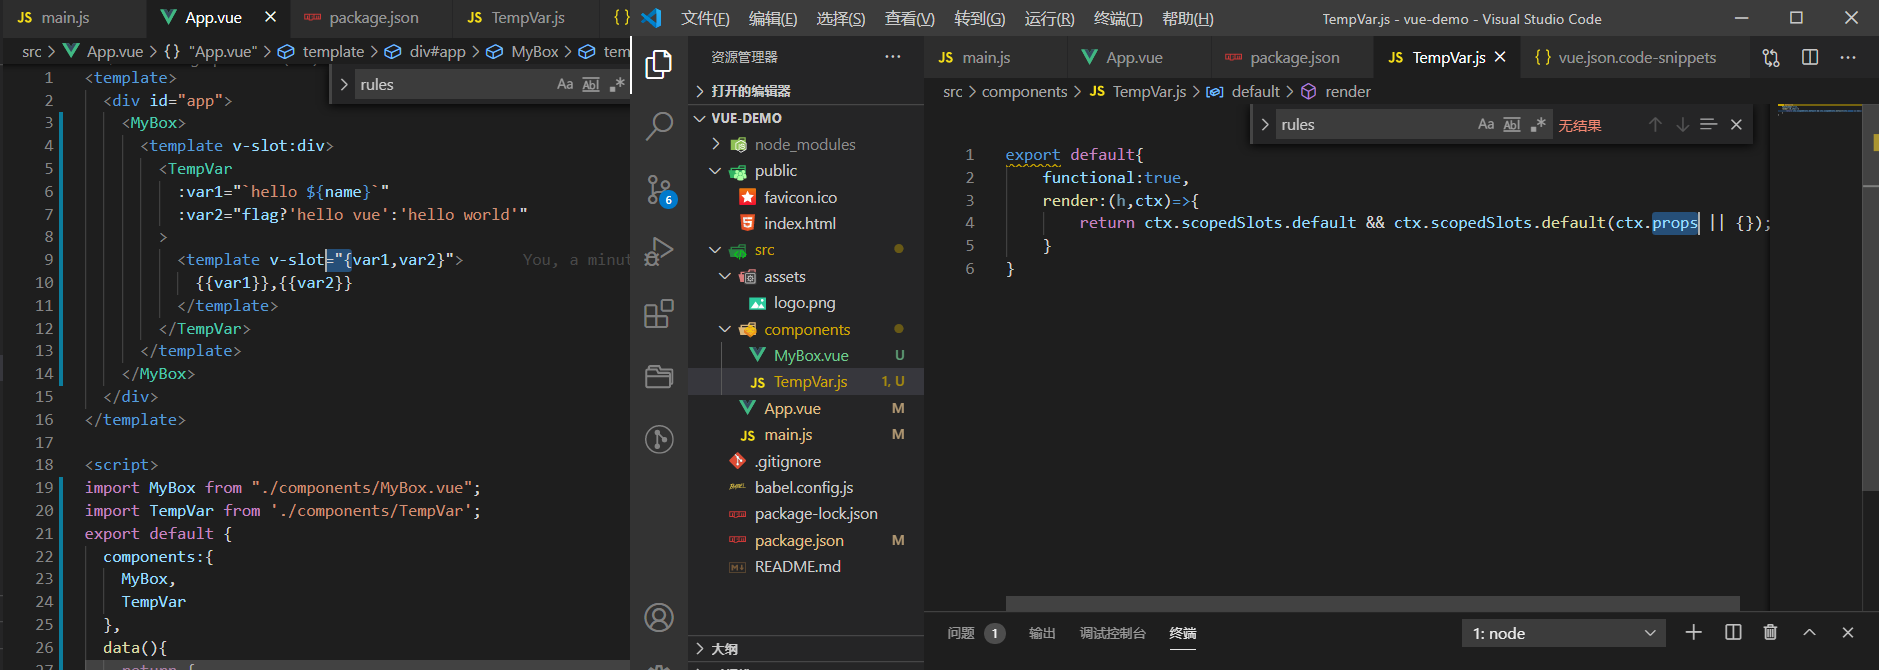 main.js App.vue package.json TempVar.js {}
src > App.vue > {} "App.vue" > template > div#app > MyBox > tem
rules Aa Abl .*
1 <template>
2 <div id="app">
3 <MyBox>
4 <template v-slot:div>
5 <TempVar
6 :var1="`hello ${name}`"
7 :var2="flag?'hello vue':'hello world'"
8 >
9 <template v-slot="{var1,var2}"> You, a minut
10 {{var1}},{{var2}}
11 </template>
12 </TempVar>
13 </template>
14 </MyBox>
15 </div>
16 </template>
17
18 <script>
19 import MyBox from "./components/MyBox.vue";
20 import TempVar from './components/TempVar';
21 export default {
22 components:{
23 MyBox,
24 TempVar
25 },
26 data(){
27 return {
文件(F) 编辑(E) 选择(S) 查看(V) 转到(G) 运行(R) 终端(T) 帮助(H) TempVar.js - vue-demo - Visual Studio Code
6
资源管理器 ···
打开的编辑器
VUE-DEMO
node_modules
public
favicon.ico
index.html
src
assets
logo.png
components
MyBox.vue U
JS TempVar.js 1, U
App.vue M
JS main.js M
.gitignore
babel.config.js
package-lock.json
package.json M
README.md
大纲
JS main.js App.vue package.json JS TempVar.js {} vue.json.code-snippets ···
src > components > JS TempVar.js > default > render
rules Aa Abl .* 无结果
1 export default{
2 functional:true,
3 render:(h,ctx)=>{
4 return ctx.scopedSlots.default && ctx.scopedSlots.default(ctx.props || {});
5 }
6 }
问题 1 输出 调试控制台 终端 1: node